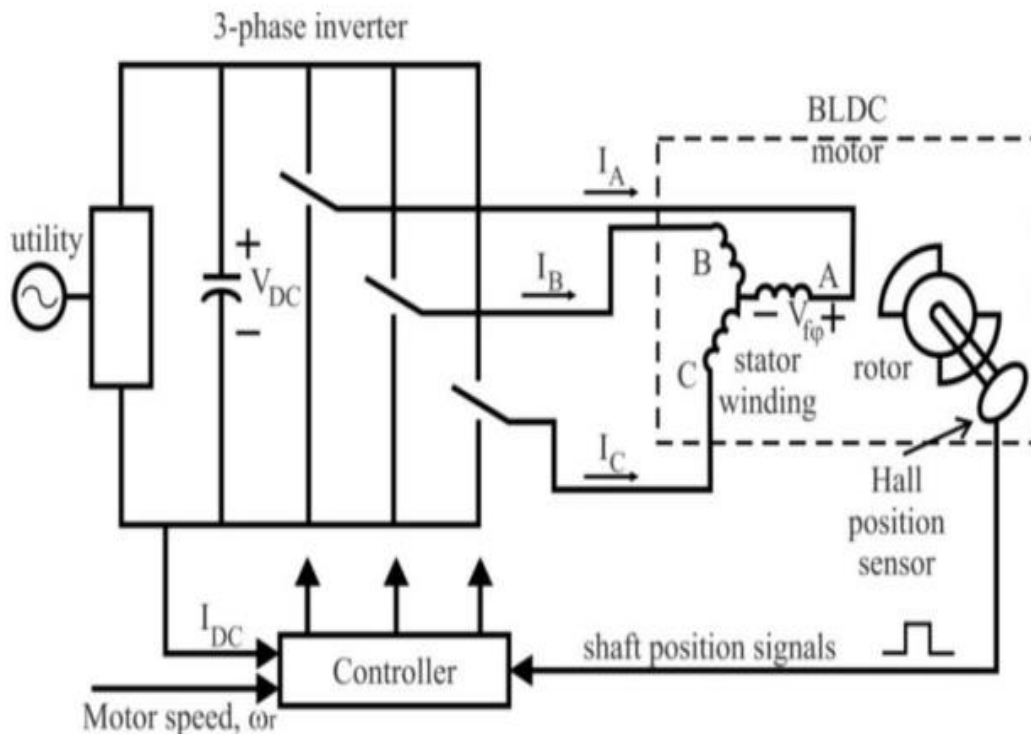 3-phase inverter
BLDC
motor
I_A
utility
+
V_DC
−
I_B
B
A
− V_fφ +
C
stator
winding
rotor
I_C
Hall
position
sensor
I_DC
Controller
shaft position signals
Motor speed, ωr